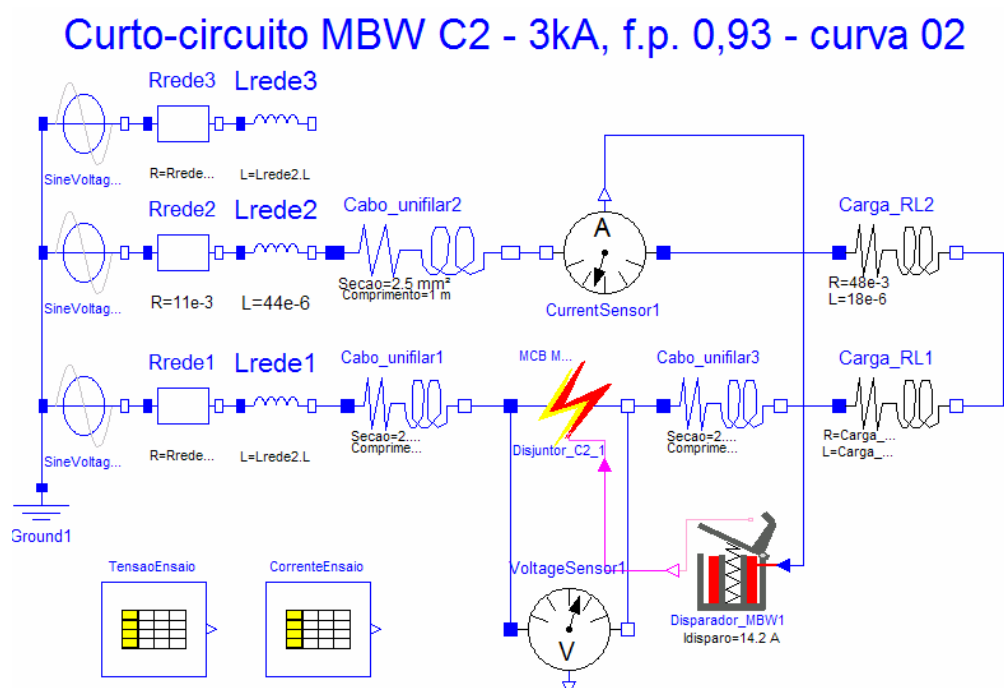 Curto-circuito MBW C2 - 3kA, f.p. 0,93 - curva 02
Rrede3
Lrede3
SineVoltag...
R=Rrede...
L=Lrede2.L
Rrede2
Lrede2
Cabo_unifilar2
A
Carga_RL2
SineVoltag...
R=11e-3
L=44e-6
Secao=2.5 mm²
Comprimento=1 m
CurrentSensor1
R=48e-3
L=18e-6
Rrede1
Lrede1
Cabo_unifilar1
MCB M...
Cabo_unifilar3
Carga_RL1
SineVoltag...
R=Rrede...
L=Lrede2.L
Secao=2....
Comprime...
Disjuntor_C2_1
Secao=2....
Comprime...
R=Carga_...
L=Carga_...
Ground1
TensaoEnsaio
CorrenteEnsaio
VoltageSensor1
V
Disparador_MBW1
Idisparo=14.2 A